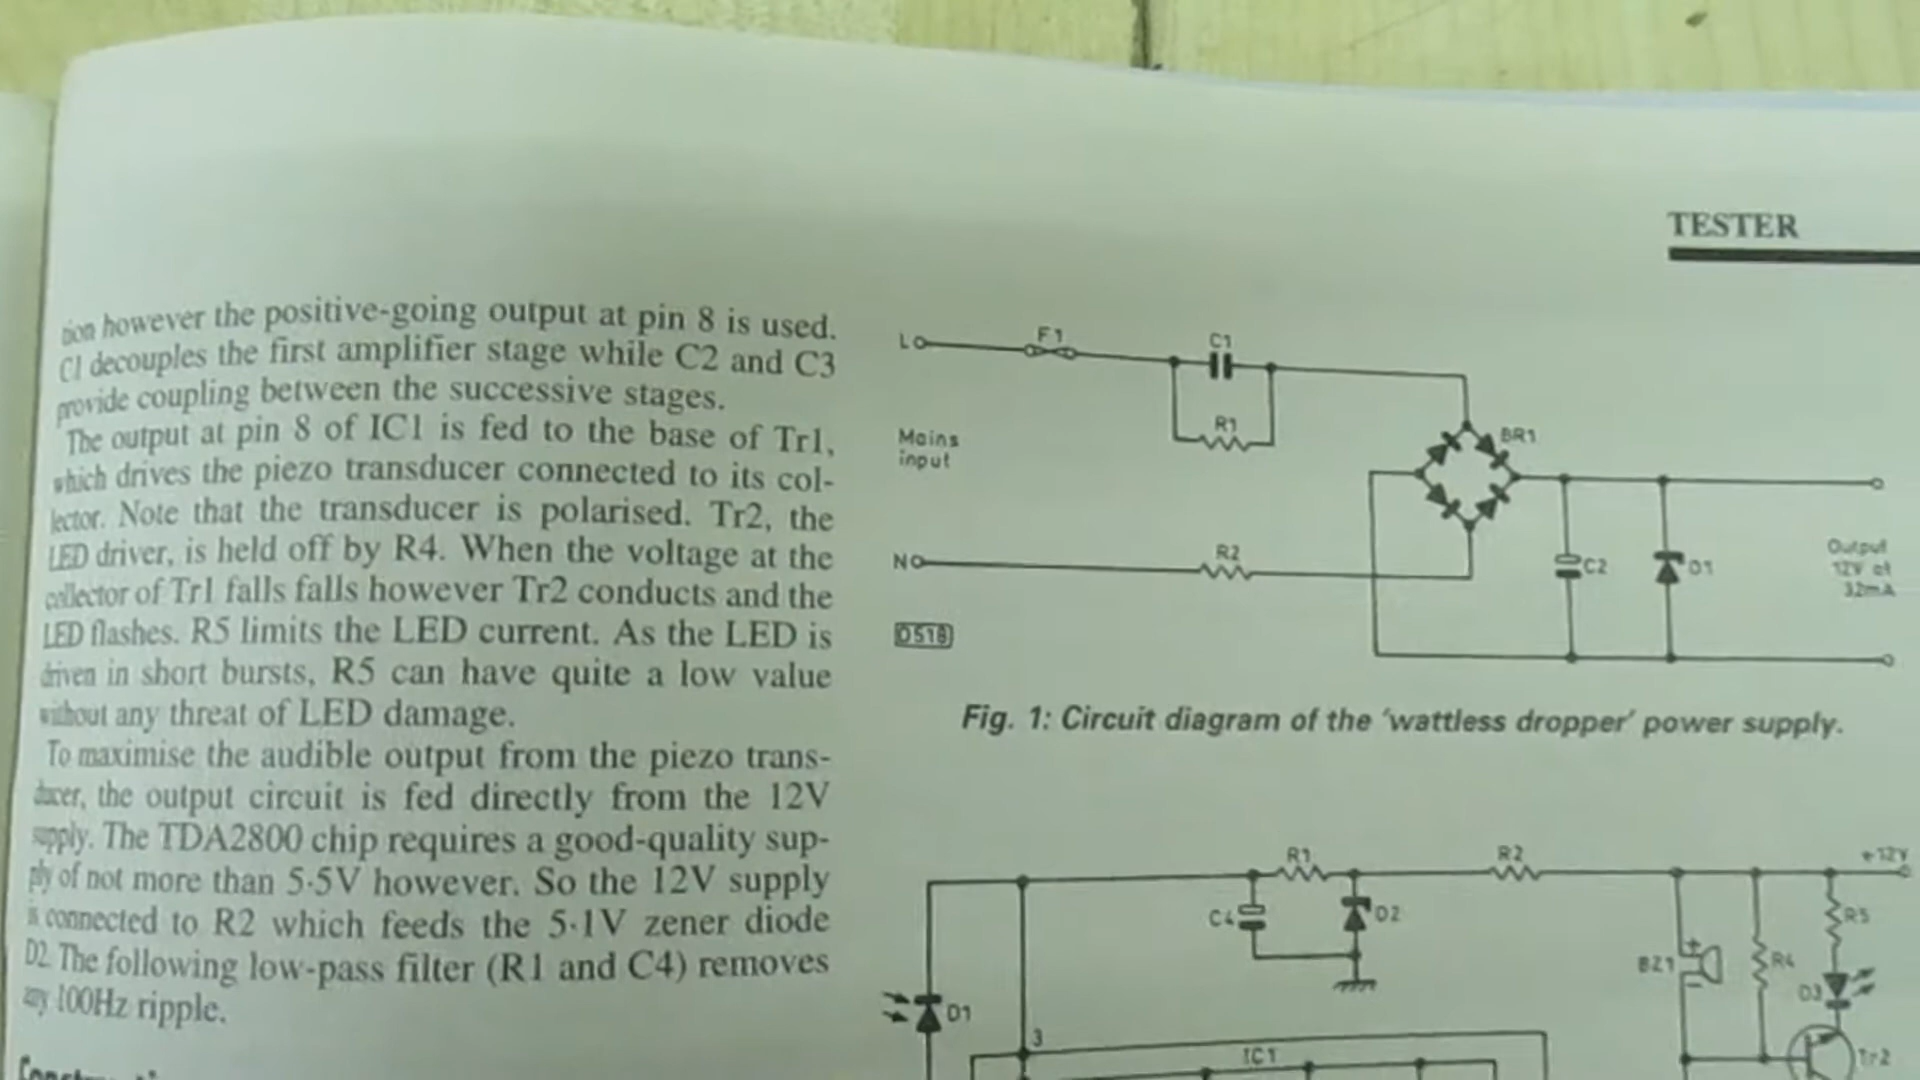 TESTER
tion however the positive-going output at pin 8 is used.
C1 decouples the first amplifier stage while C2 and C3
provide coupling between the successive stages.
The output at pin 8 of IC1 is fed to the base of Tr1,
which drives the piezo transducer connected to its col-
lector. Note that the transducer is polarised. Tr2, the
LED driver, is held off by R4. When the voltage at the
collector of Tr1 falls falls however Tr2 conducts and the
LED flashes. R5 limits the LED current. As the LED is
driven in short bursts, R5 can have quite a low value
without any threat of LED damage.
To maximise the audible output from the piezo trans-
ducer, the output circuit is fed directly from the 12V
supply. The TDA2800 chip requires a good-quality sup-
ply of not more than 5·5V however. So the 12V supply
is connected to R2 which feeds the 5·1V zener diode
D2. The following low-pass filter (R1 and C4) removes
any 100Hz ripple.
L
F1
C1
R1
Mains
input
BR1
N
R2
C2
D1
Output
12V at
32mA
D518
Fig. 1: Circuit diagram of the 'wattless dropper' power supply.
R1
R2
+12V
C4
D2
R5
BZ1
+
R4
D3
D1
3
IC1
Tr2